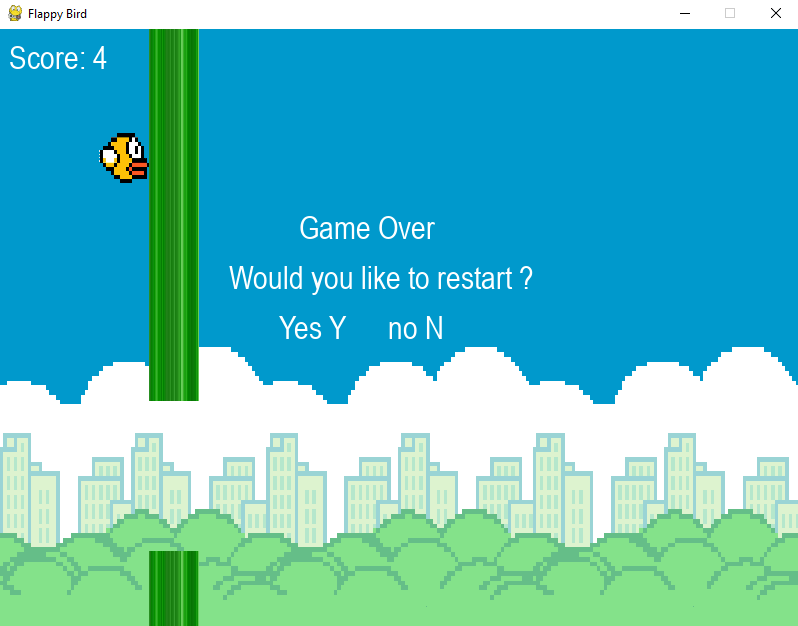 Flappy Bird
Score: 4
Game Over
Would you like to restart ?
Yes Y no N